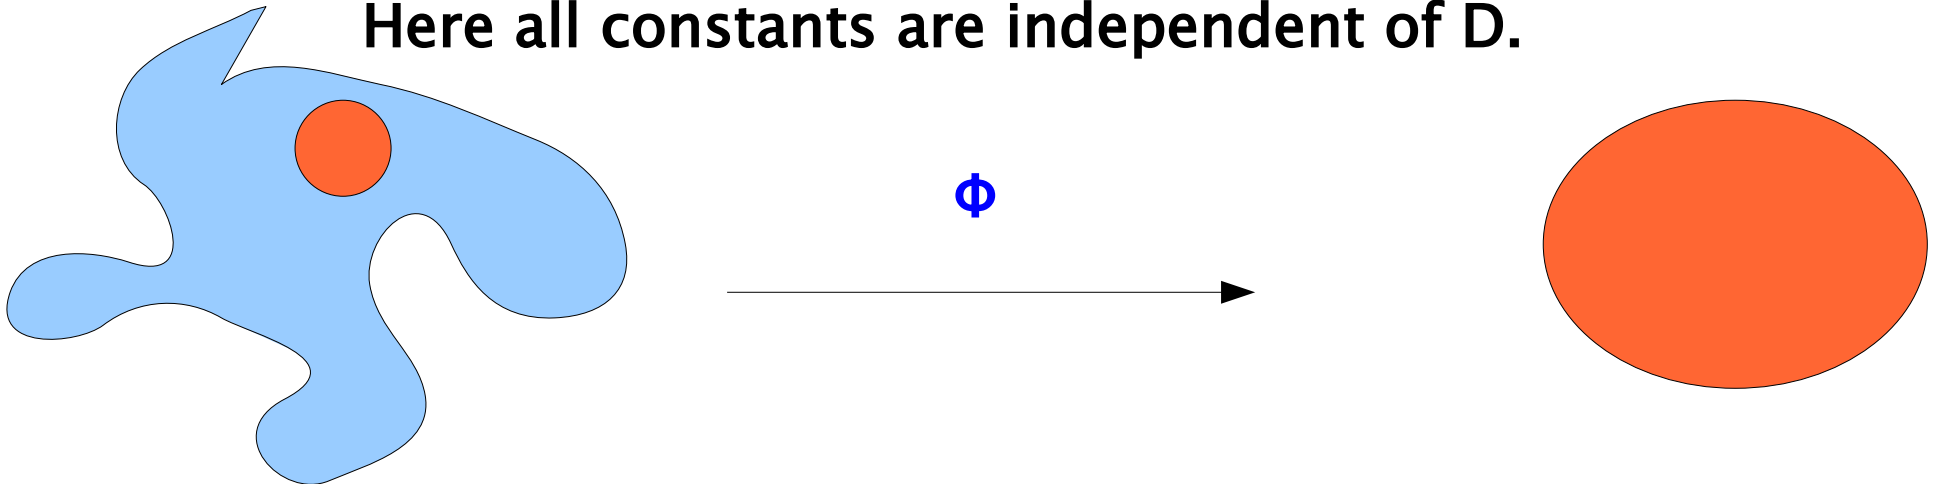 Here all constants are independent of D.
Φ